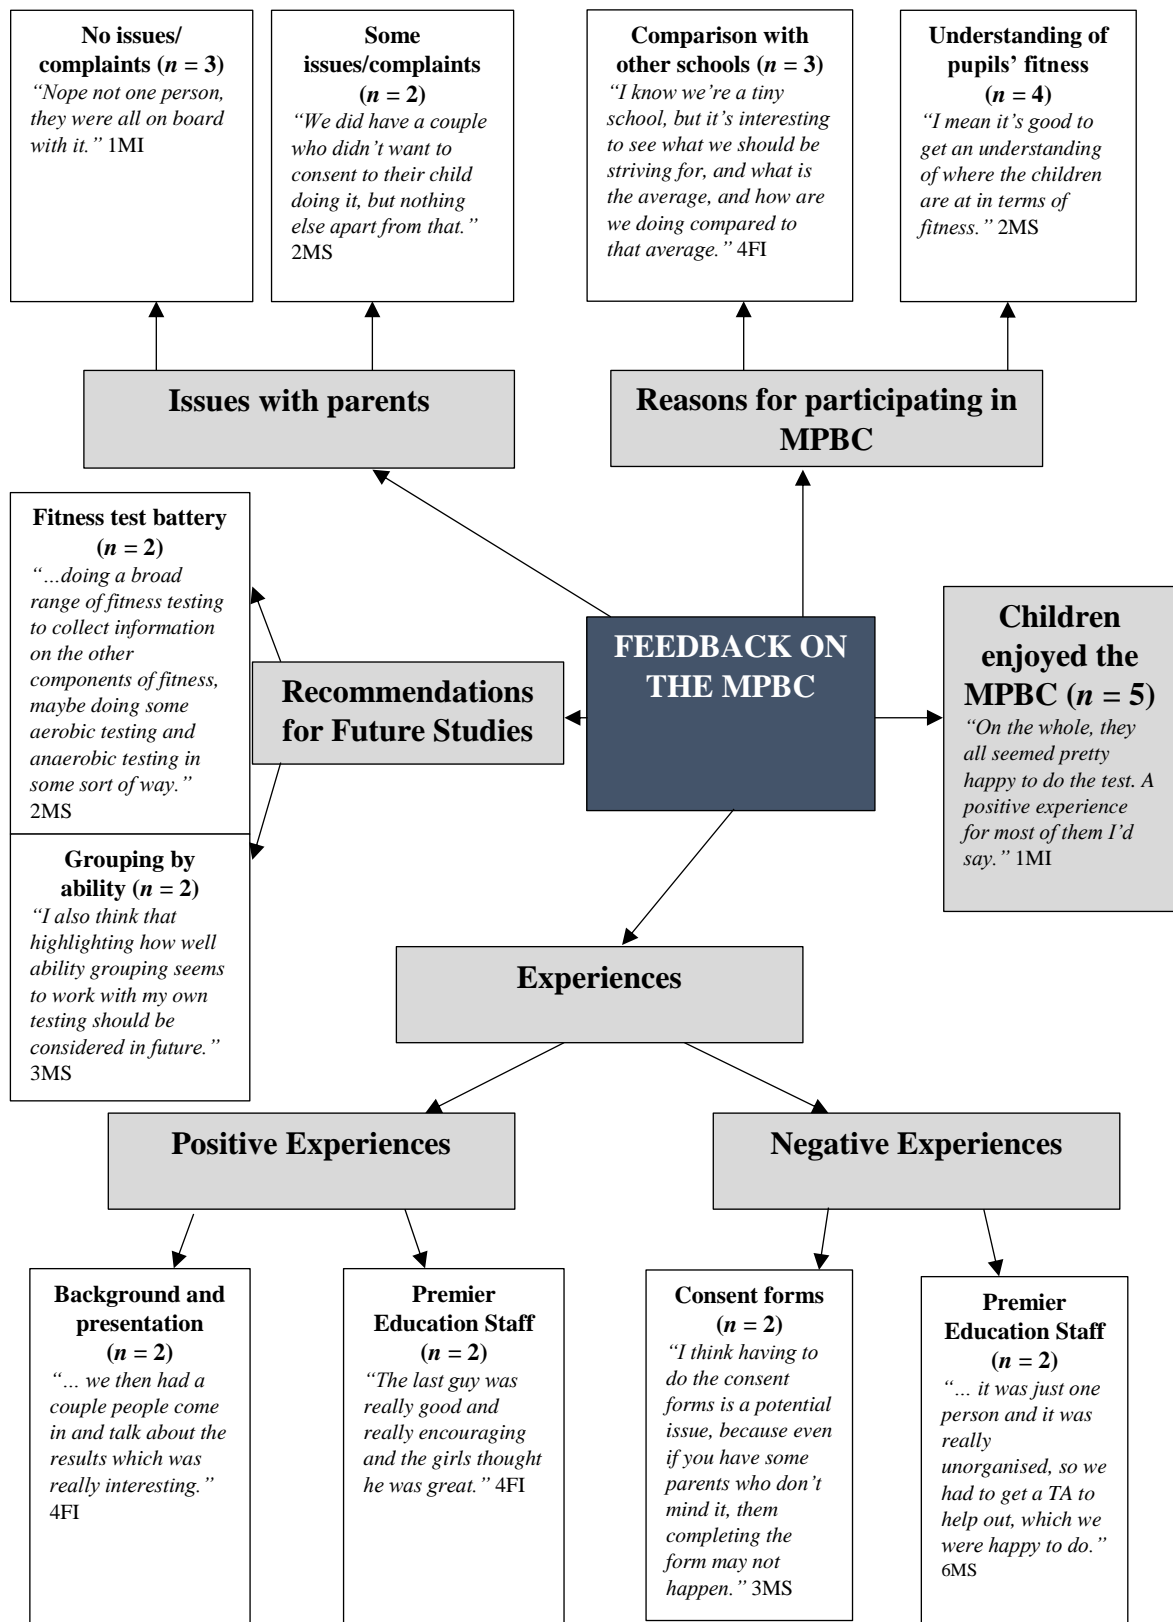 No issues/
complaints (n = 3)
“Nope not one person,
they were all on board
with it.” 1MI
Some
issues/complaints
(n = 2)
“We did have a couple
who didn’t want to
consent to their child
doing it, but nothing
else apart from that.”
2MS
Comparison with
other schools (n = 3)
“I know we’re a tiny
school, but it’s interesting
to see what we should be
striving for, and what is
the average, and how are
we doing compared to
that average.” 4FI
Understanding of
pupils’ fitness
(n = 4)
“I mean it’s good to
get an understanding
of where the children
are at in terms of
fitness.” 2MS
Issues with parents
Reasons for participating in
MPBC
Fitness test battery
(n = 2)
“…doing a broad
range of fitness testing
to collect information
on the other
components of fitness,
maybe doing some
aerobic testing and
anaerobic testing in
some sort of way.”
2MS
Recommendations
for Future Studies
FEEDBACK ON
THE MPBC
Children
enjoyed the
MPBC (n = 5)
“On the whole, they
all seemed pretty
happy to do the test. A
positive experience
for most of them I’d
say.” 1MI
Grouping by
ability (n = 2)
“I also think that
highlighting how well
ability grouping seems
to work with my own
testing should be
considered in future.”
3MS
Experiences
Positive Experiences
Negative Experiences
Background and
presentation
(n = 2)
“… we then had a
couple people come
in and talk about the
results which was
really interesting.”
4FI
Premier
Education Staff
(n = 2)
“The last guy was
really good and
really encouraging
and the girls thought
he was great.” 4FI
Consent forms
(n = 2)
“I think having to
do the consent
forms is a potential
issue, because even
if you have some
parents who don’t
mind it, them
completing the
form may not
happen.” 3MS
Premier
Education Staff
(n = 2)
“… it was just one
person and it was
really
unorganised, so we
had to get a TA to
help out, which we
were happy to do.”
6MS